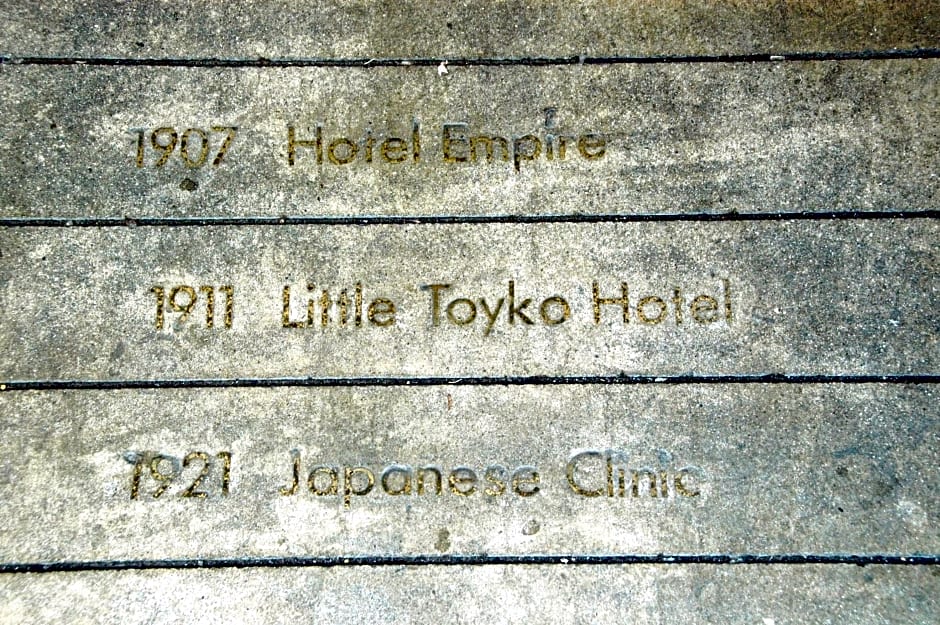 1907 Hotel Empire
1911 Little Toyko Hotel
1921 Japanese Clinic